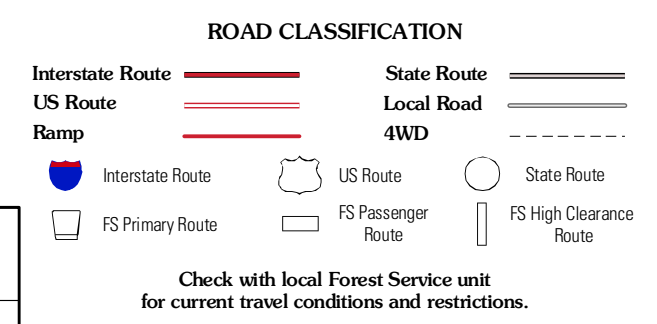 ROAD CLASSIFICATION
Interstate Route
State Route
US Route
Local Road
Ramp
4WD
Interstate Route
US Route
State Route
FS Primary Route
FS Passenger
Route
FS High Clearance
Route
Check with local Forest Service unit
for current travel conditions and restrictions.